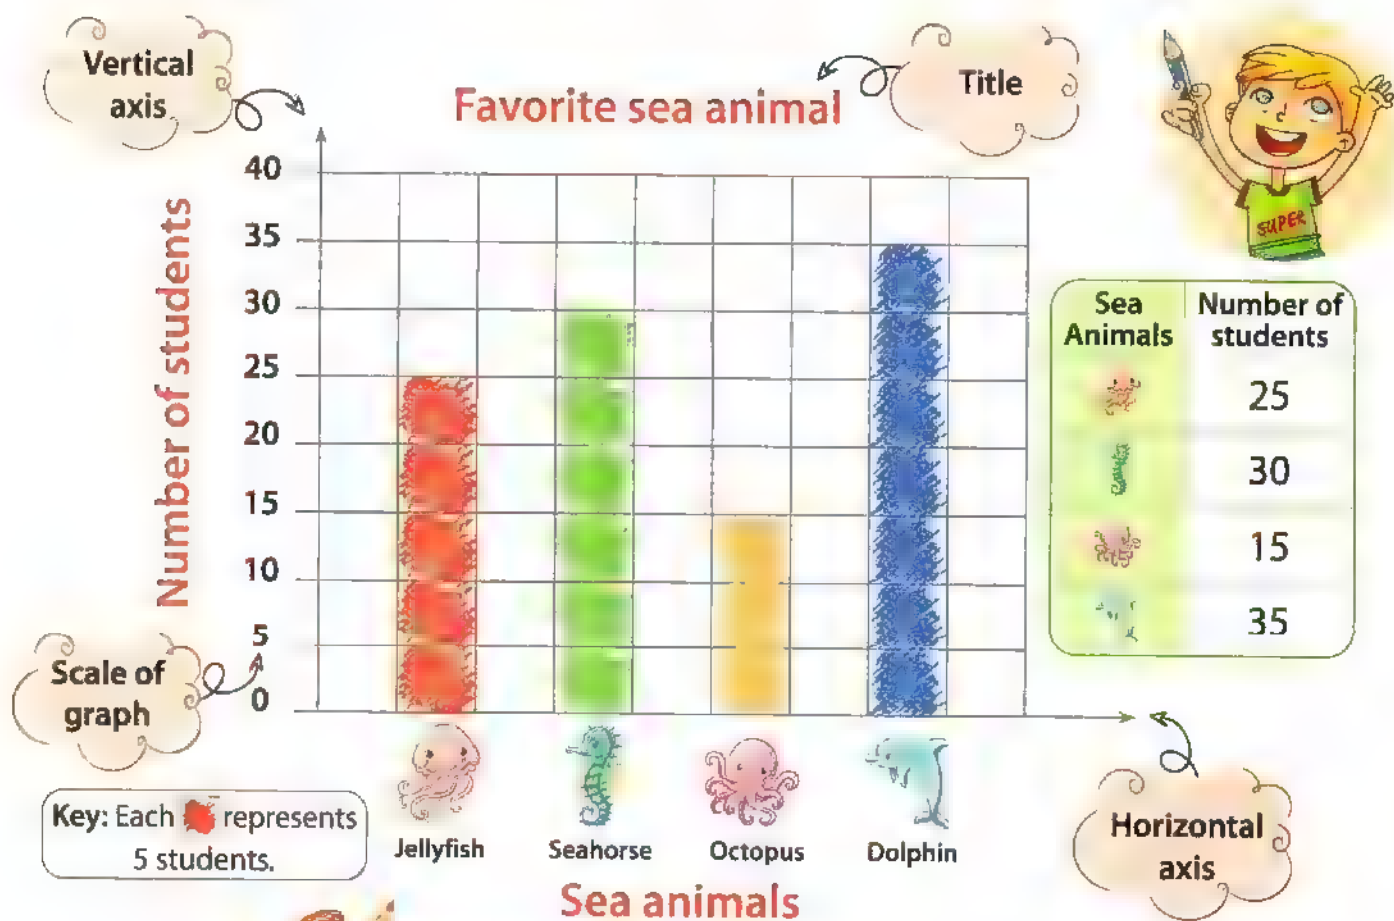 Vertical
axis
Title
Favorite sea animal
SUPER
Number of students
40
35
30
25
20
15
10
5
0
Scale of
graph
Sea
Animals
Number of
students
25
30
15
35
Key: Each represents
5 students.
Jellyfish
Seahorse
Octopus
Dolphin
Sea animals
Horizontal
axis